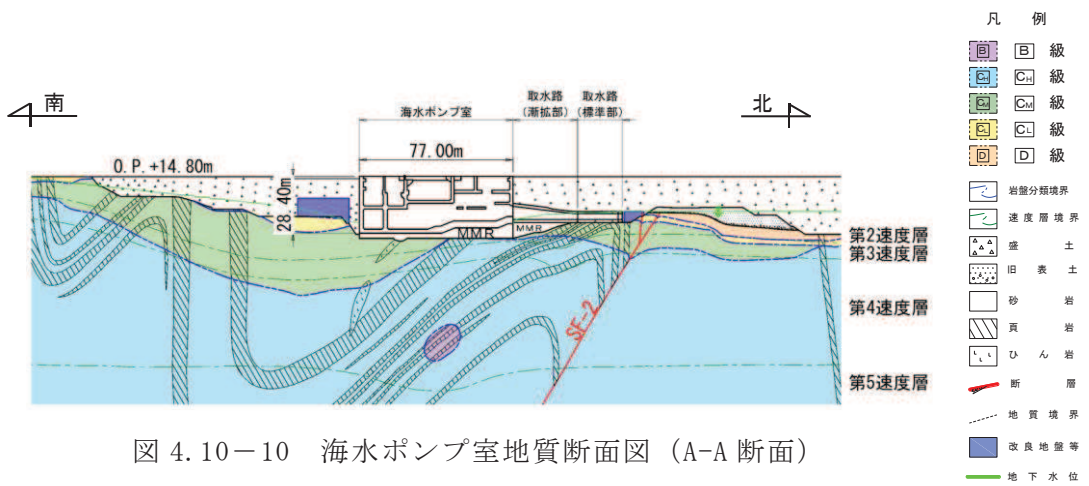 南
北
海水ポンプ室
取水路
(漸拡部)
取水路
(標準部)
77.00m
O.P.+14.80m
28.40m
MMR
MMR
SF-2
第2速度層
第3速度層
第4速度層
第5速度層
図 4.10-10 海水ポンプ室地質断面図 (A-A 断面)
凡 例
B B 級
CH CH 級
CM CM 級
CL CL 級
D D 級
岩盤分類境界
速度層境界
盛 土
旧 表 土
砂 岩
頁 岩
ひ ん 岩
断 層
地 質 境 界
改 良 地 盤 等
地 下 水 位